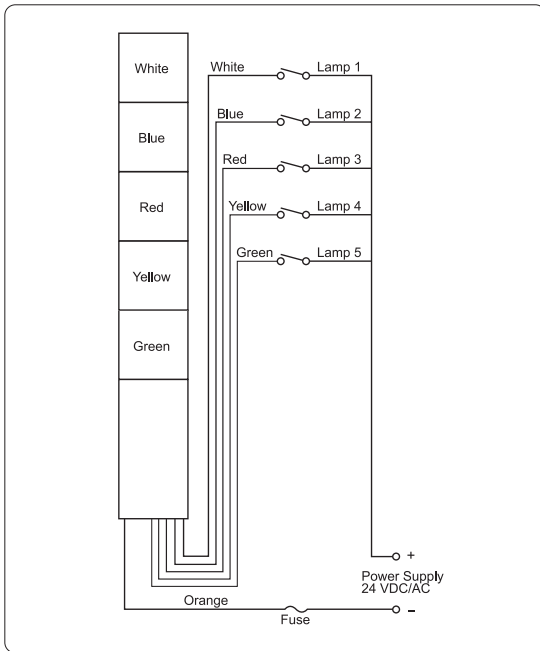 White
Blue
Red
Yellow
Green
White Lamp 1
Blue Lamp 2
Red Lamp 3
Yellow Lamp 4
Green Lamp 5
+
Power Supply
24 VDC/AC
–
Orange
Fuse